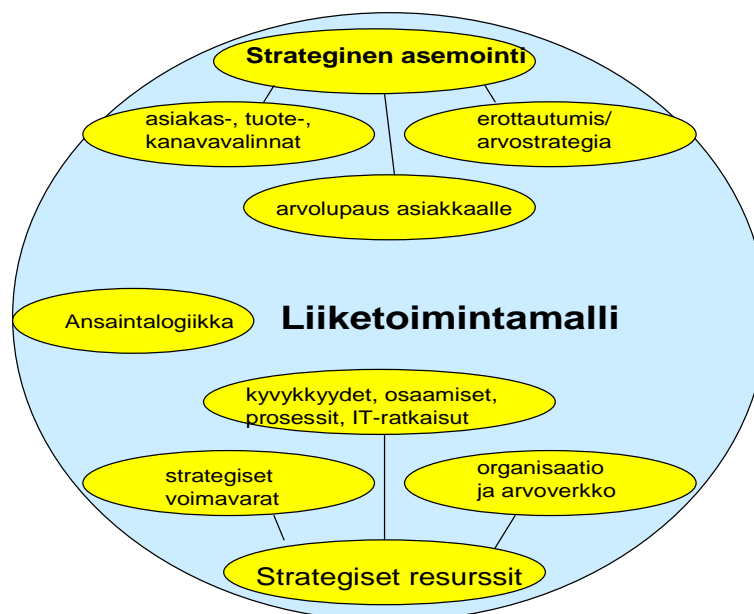 Strateginen asemointi
asiakas-, tuote-,
kanavavalinnat
erottautumis/
arvostrategia
arvolupaus asiakkaalle
Ansaintalogiikka
Liiketoimintamalli
kyvykkyydet, osaamiset,
prosessit, IT-ratkaisut
strategiset
voimavarat
organisaatio
ja arvoverkko
Strategiset resurssit